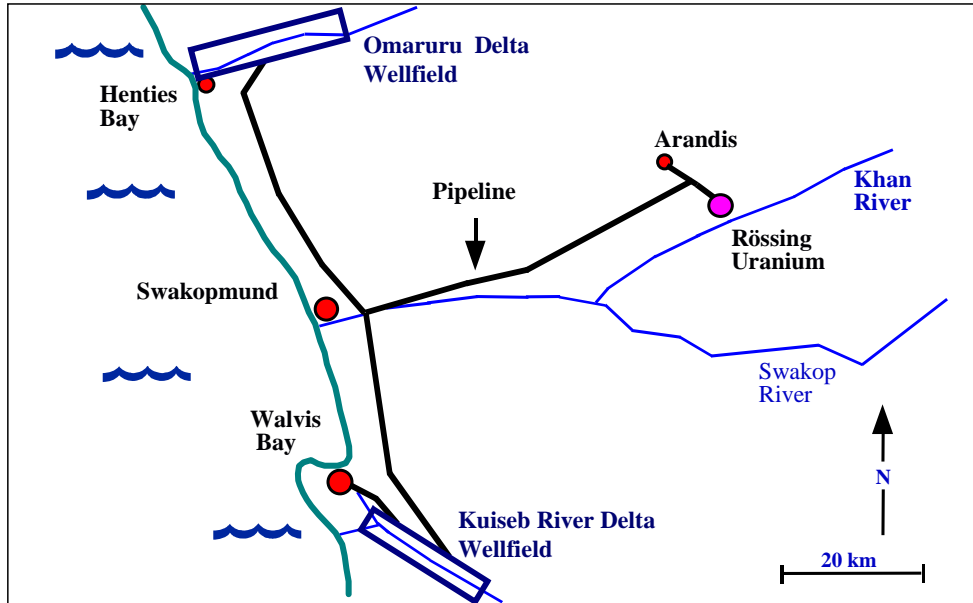 Omaruru Delta
Wellfield
Henties
Bay
Arandis
Pipeline
Khan
River
Rössing
Uranium
Swakopmund
Swakop
River
Walvis
Bay
N
Kuiseb River Delta
Wellfield
20 km